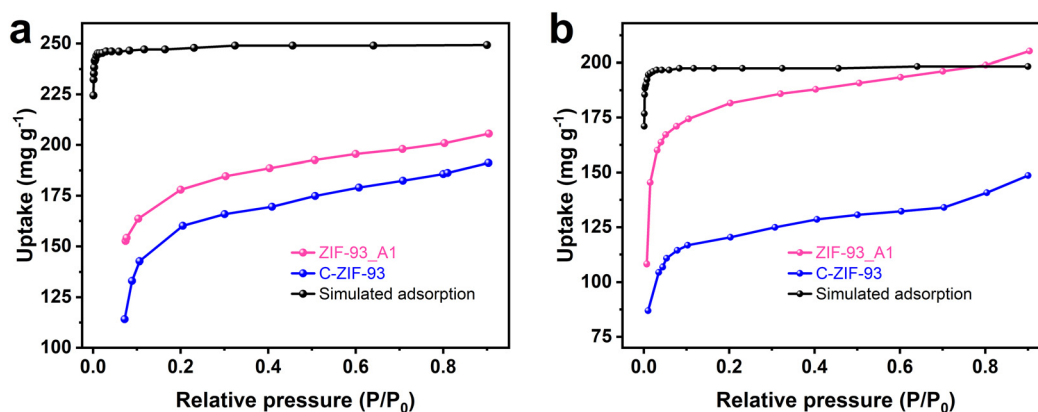 a
250
225
200
175
150
125
100
Uptake (mg g⁻¹)
ZIF-93_A1
C-ZIF-93
Simulated adsorption
0.0 0.2 0.4 0.6 0.8
Relative pressure (P/P₀)
b
200
175
150
125
100
75
Uptake (mg g⁻¹)
ZIF-93_A1
C-ZIF-93
Simulated adsorption
0.0 0.2 0.4 0.6 0.8
Relative pressure (P/P₀)